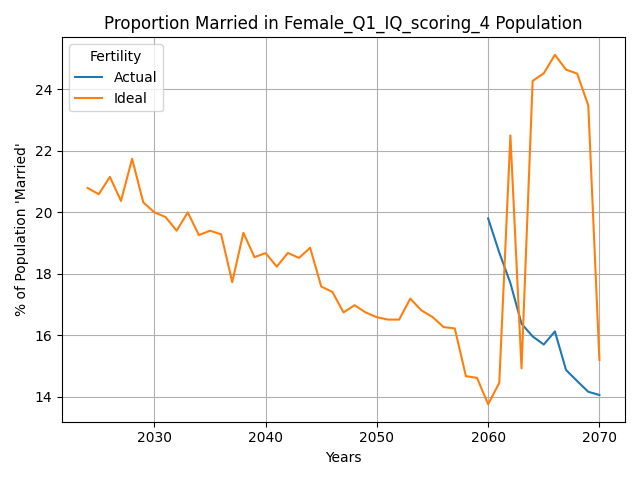 Proportion Married in Female_Q1_IQ_scoring_4 Population
Fertility
Actual
Ideal
% of Population 'Married'
24
22
20
18
16
14
2030
2040
2050
2060
2070
Years